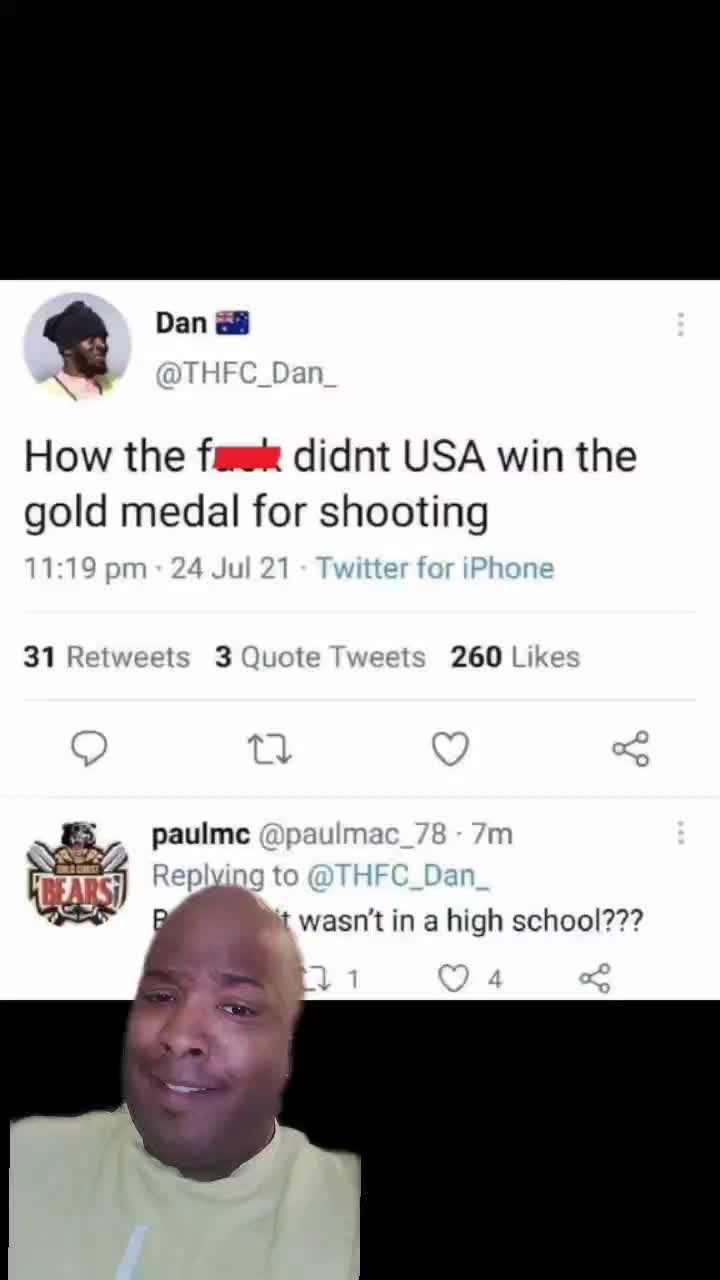 Dan
@THFC_Dan_
How the f k didnt USA win the
gold medal for shooting
11:19 pm · 24 Jul 21 · Twitter for iPhone
31 Retweets 3 Quote Tweets 260 Likes
paulmc @paulmac_78 · 7m
Replying to @THFC_Dan_
BEARS
wasn't in a high school???
1 4